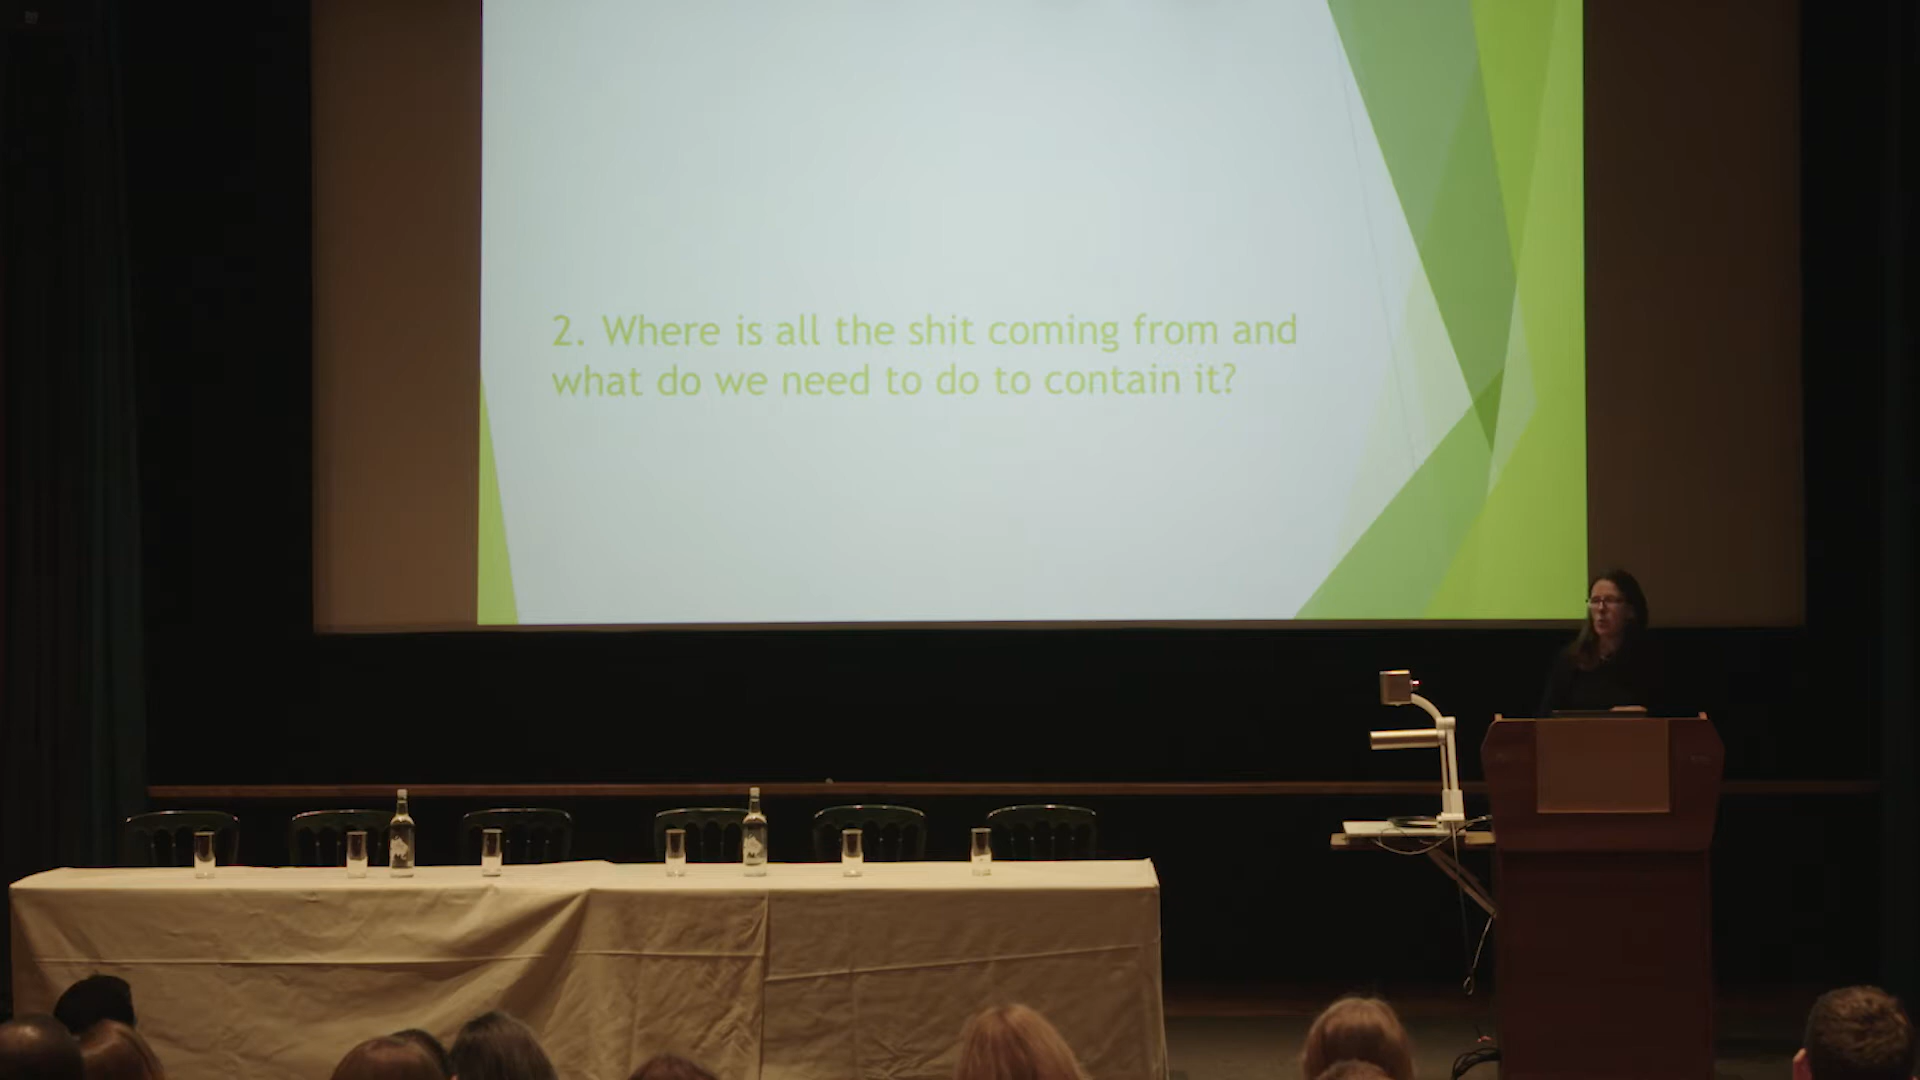 2. Where is all the shit coming from and
what do we need to do to contain it?